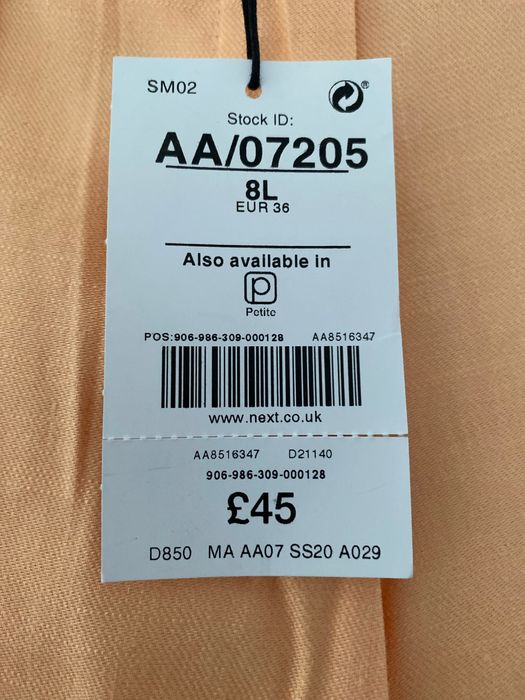 SM02
®
Stock ID:
AA/07205
8L
EUR 36
Also available in
p
Petite
POS:906-986-309-000128 AA8516347
www.next.co.uk
AA8516347 D21140
906-986-309-000128
£45
D850 MA AA07 SS20 A029